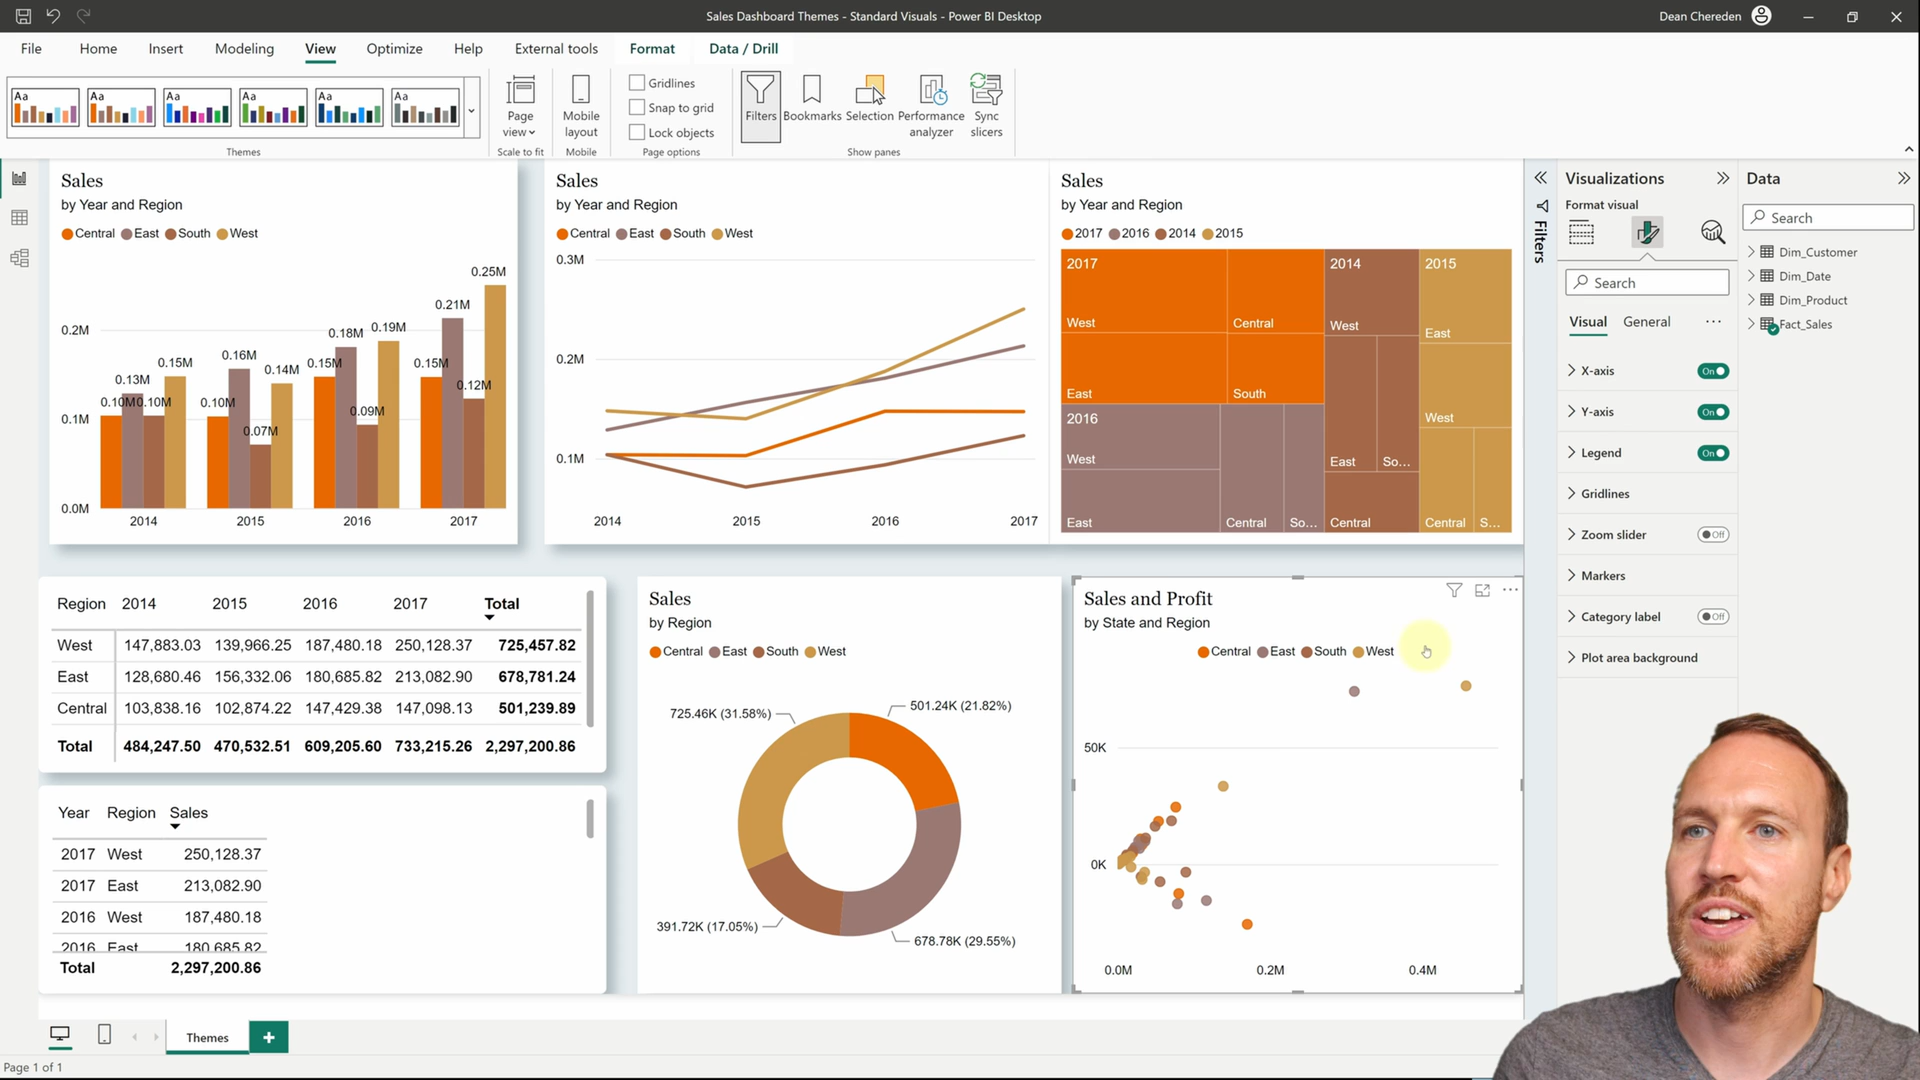 Sales Dashboard Themes - Standard Visuals - Power BI Desktop
Dean Chereden
File Home Insert Modeling View Optimize Help External tools Format Data / Drill
Aa Aa Aa Aa Aa Aa
Page view
Mobile layout
Gridlines
Snap to grid
Lock objects
Filters
Bookmarks
Selection
Performance analyzer
Sync slicers
Themes
Scale to fit
Mobile
Page options
Show panes
Sales
by Year and Region
Central East South West
0.2M
0.1M
0.0M
0.10M 0.13M 0.10M 0.15M
0.10M 0.16M 0.07M 0.14M
0.15M 0.18M 0.09M 0.19M
0.15M 0.21M 0.12M 0.25M
2014 2015 2016 2017
Sales
by Year and Region
Central East South West
0.3M
0.2M
0.1M
2014 2015 2016 2017
Sales
by Year and Region
2017 2016 2014 2015
2017
West
Central
East
South
2016
West
East
Central
So...
2014
West
East
So...
Central
2015
East
West
Central
S...
Region 2014 2015 2016 2017 Total
West 147,883.03 139,966.25 187,480.18 250,128.37 725,457.82
East 128,680.46 156,332.06 180,685.82 213,082.90 678,781.24
Central 103,838.16 102,874.22 147,429.38 147,098.13 501,239.89
Total 484,247.50 470,532.51 609,205.60 733,215.26 2,297,200.86
Year Region Sales
2017 West 250,128.37
2017 East 213,082.90
2016 West 187,480.18
2016 East 180,685.82
Total 2,297,200.86
Sales
by Region
Central East South West
725.46K (31.58%)
501.24K (21.82%)
391.72K (17.05%)
678.78K (29.55%)
Sales and Profit
by State and Region
Central East South West
50K
0K
0.0M 0.2M 0.4M
Filters
Visualizations
Format visual
Search
Visual General
X-axis On
Y-axis On
Legend On
Gridlines
Zoom slider Off
Markers
Category label Off
Plot area background
Data
Search
Dim_Customer
Dim_Date
Dim_Product
Fact_Sales
Themes
Page 1 of 1